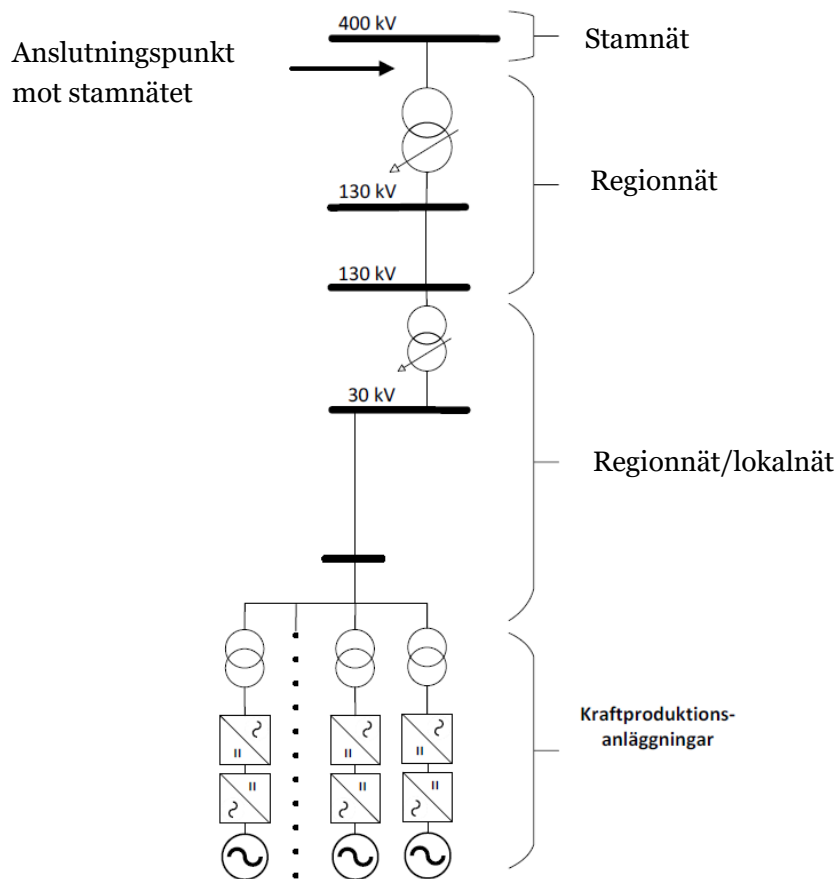 400 kV
Stamnät
Anslutningspunkt
mot stamnätet
Regionnät
130 kV
130 kV
30 kV
Regionnät/lokalnät
Kraftproduktions-
anläggningar